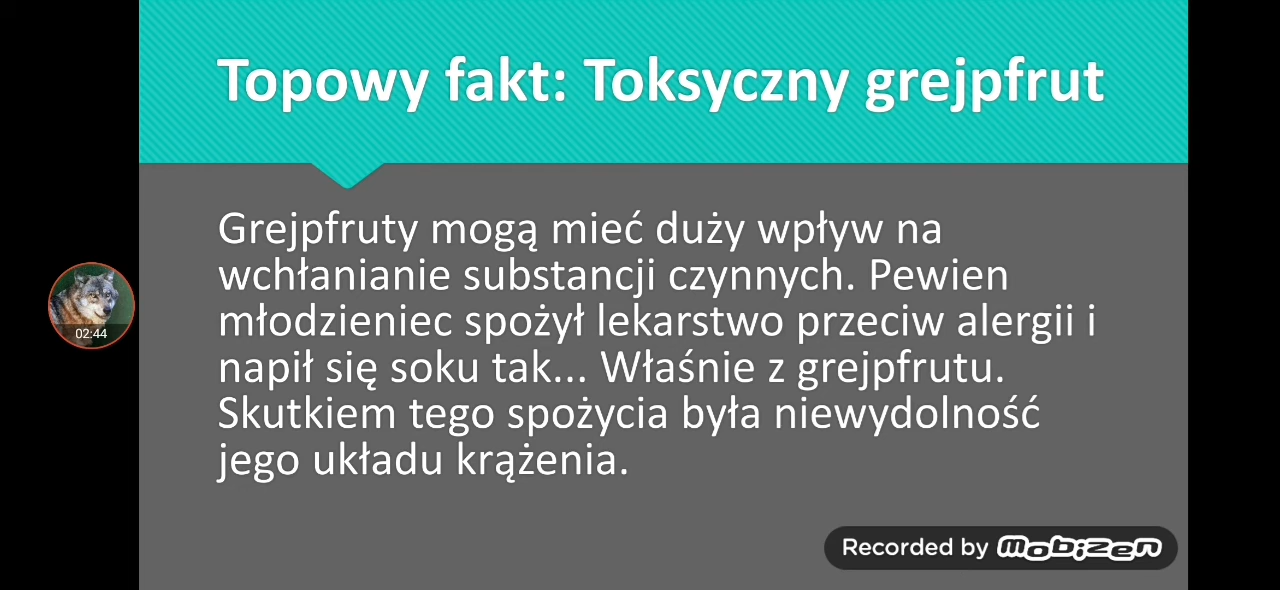 Topowy fakt: Toksyczny grejpfrut
Grejpfruty mogą mieć duży wpływ na
wchłanianie substancji czynnych. Pewien
młodzieniec spożył lekarstwo przeciw alergii i
napił się soku tak... Właśnie z grejpfrutu.
Skutkiem tego spożycia była niewydolność
jego układu krążenia.
02:44
Recorded by mobizen